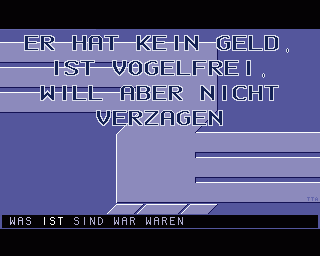 ER HAT KEIN GELD,
IST VOGELFREI,
WILL ABER NICHT
VERZAGEN
WAS IST SIND WAR WAREN